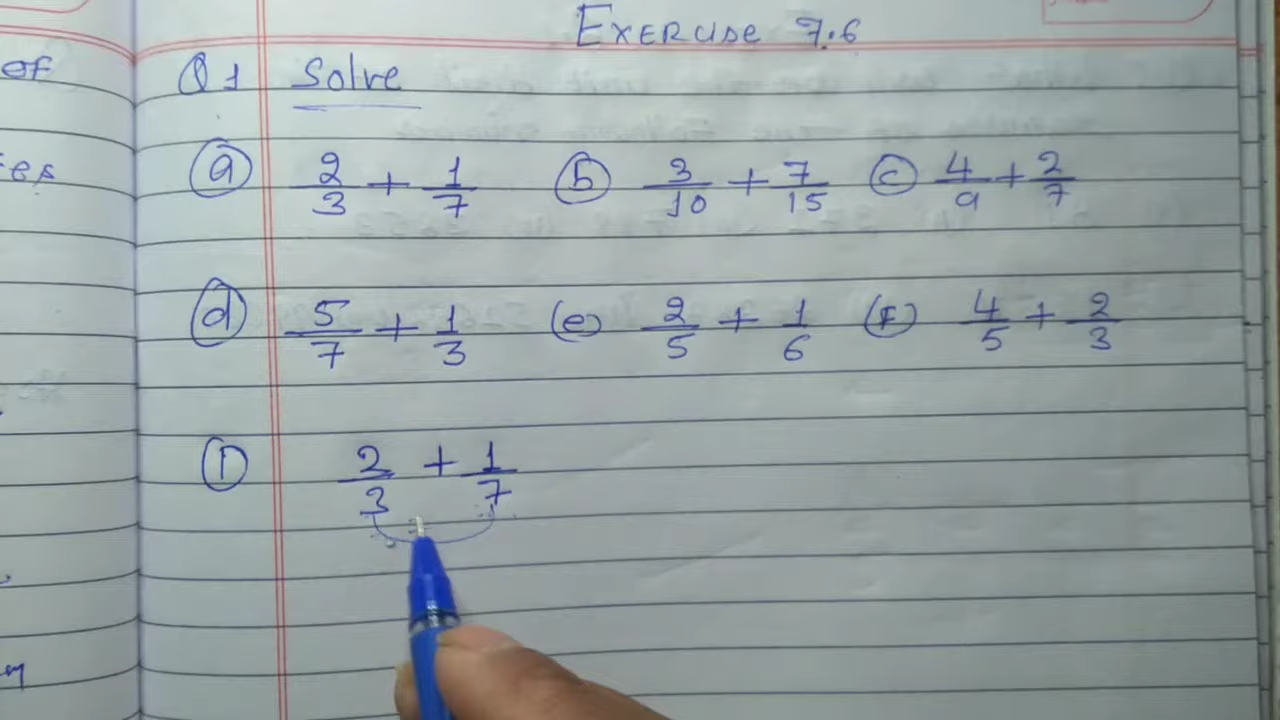 Exercise 7.6
of
Q1 Solve
ⓐ 2/3 + 1/7 ⓑ 3/10 + 7/15 ⓒ 4/9 + 2/7
ⓓ 5/7 + 1/3 (e) 2/5 + 1/6 (f) 4/5 + 2/3
① 2/3 + 1/7